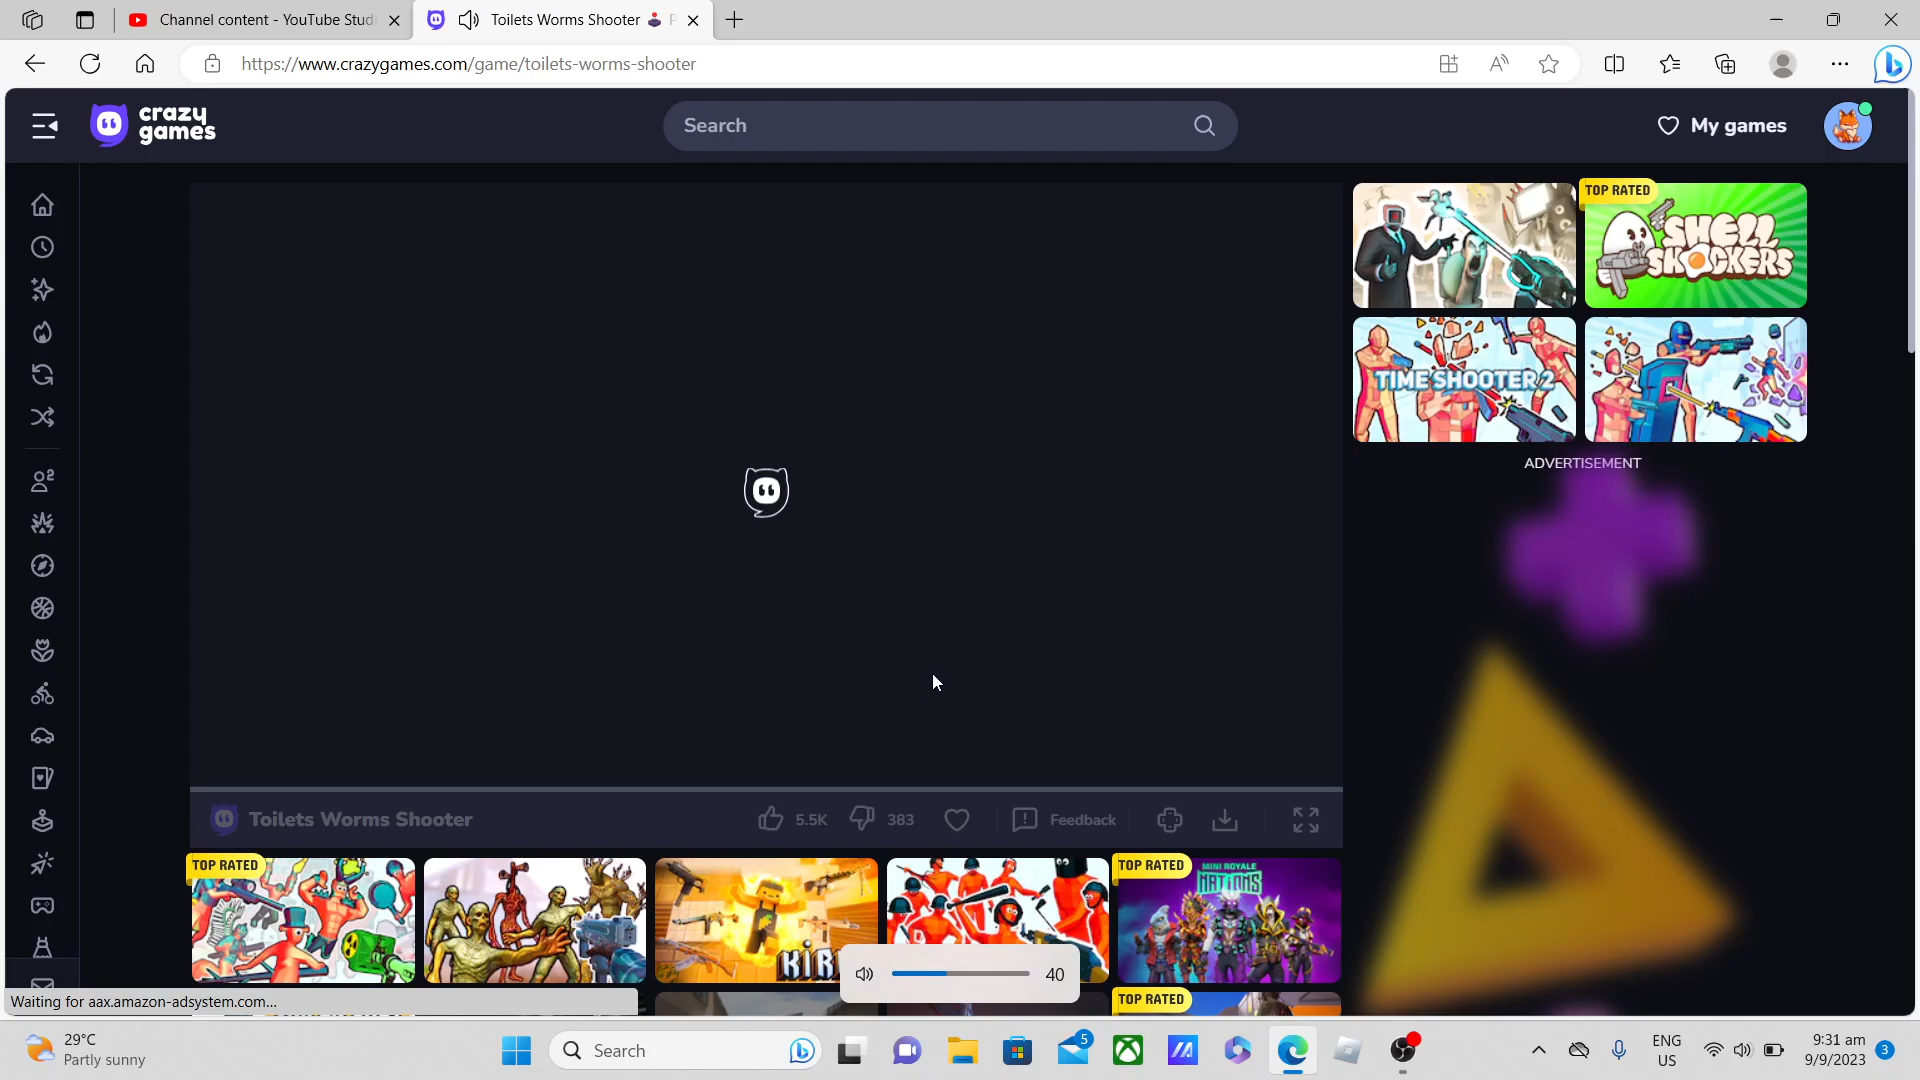 Channel content - YouTube Stud
Toilets Worms Shooter
https://www.crazygames.com/game/toilets-worms-shooter
crazy
games
Search
My games
TOP RATED
SHELL
SHOCKERS
TIME SHOOTER 2
ADVERTISEMENT
Toilets Worms Shooter
5.5K
383
Feedback
TOP RATED
TOP RATED
MINI ROYALE
NATIONS
40
Waiting for aax.amazon-adsystem.com...
TOP RATED
29°C
Partly sunny
Search
5
ENG
US
9:31 am
9/9/2023
3